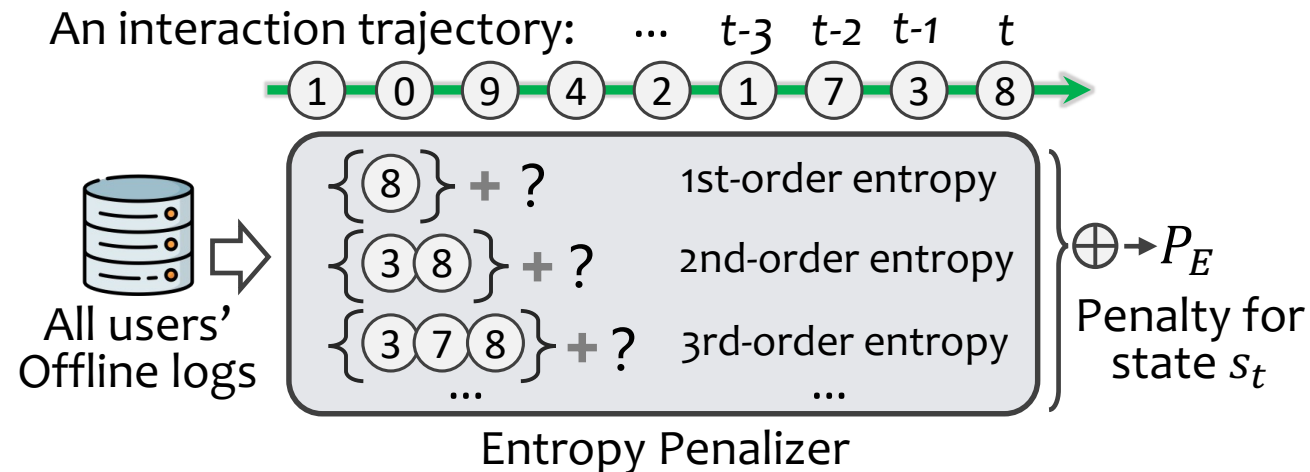 An interaction trajectory: ... t-3 t-2 t-1 t
1 0 9 4 2 1 7 3 8
{8} + ? 1st-order entropy
{3 8} + ? 2nd-order entropy
{3 7 8} + ? 3rd-order entropy
... ...
All users'
Offline logs
⊕ → P_E
Penalty for
state s_t
Entropy Penalizer